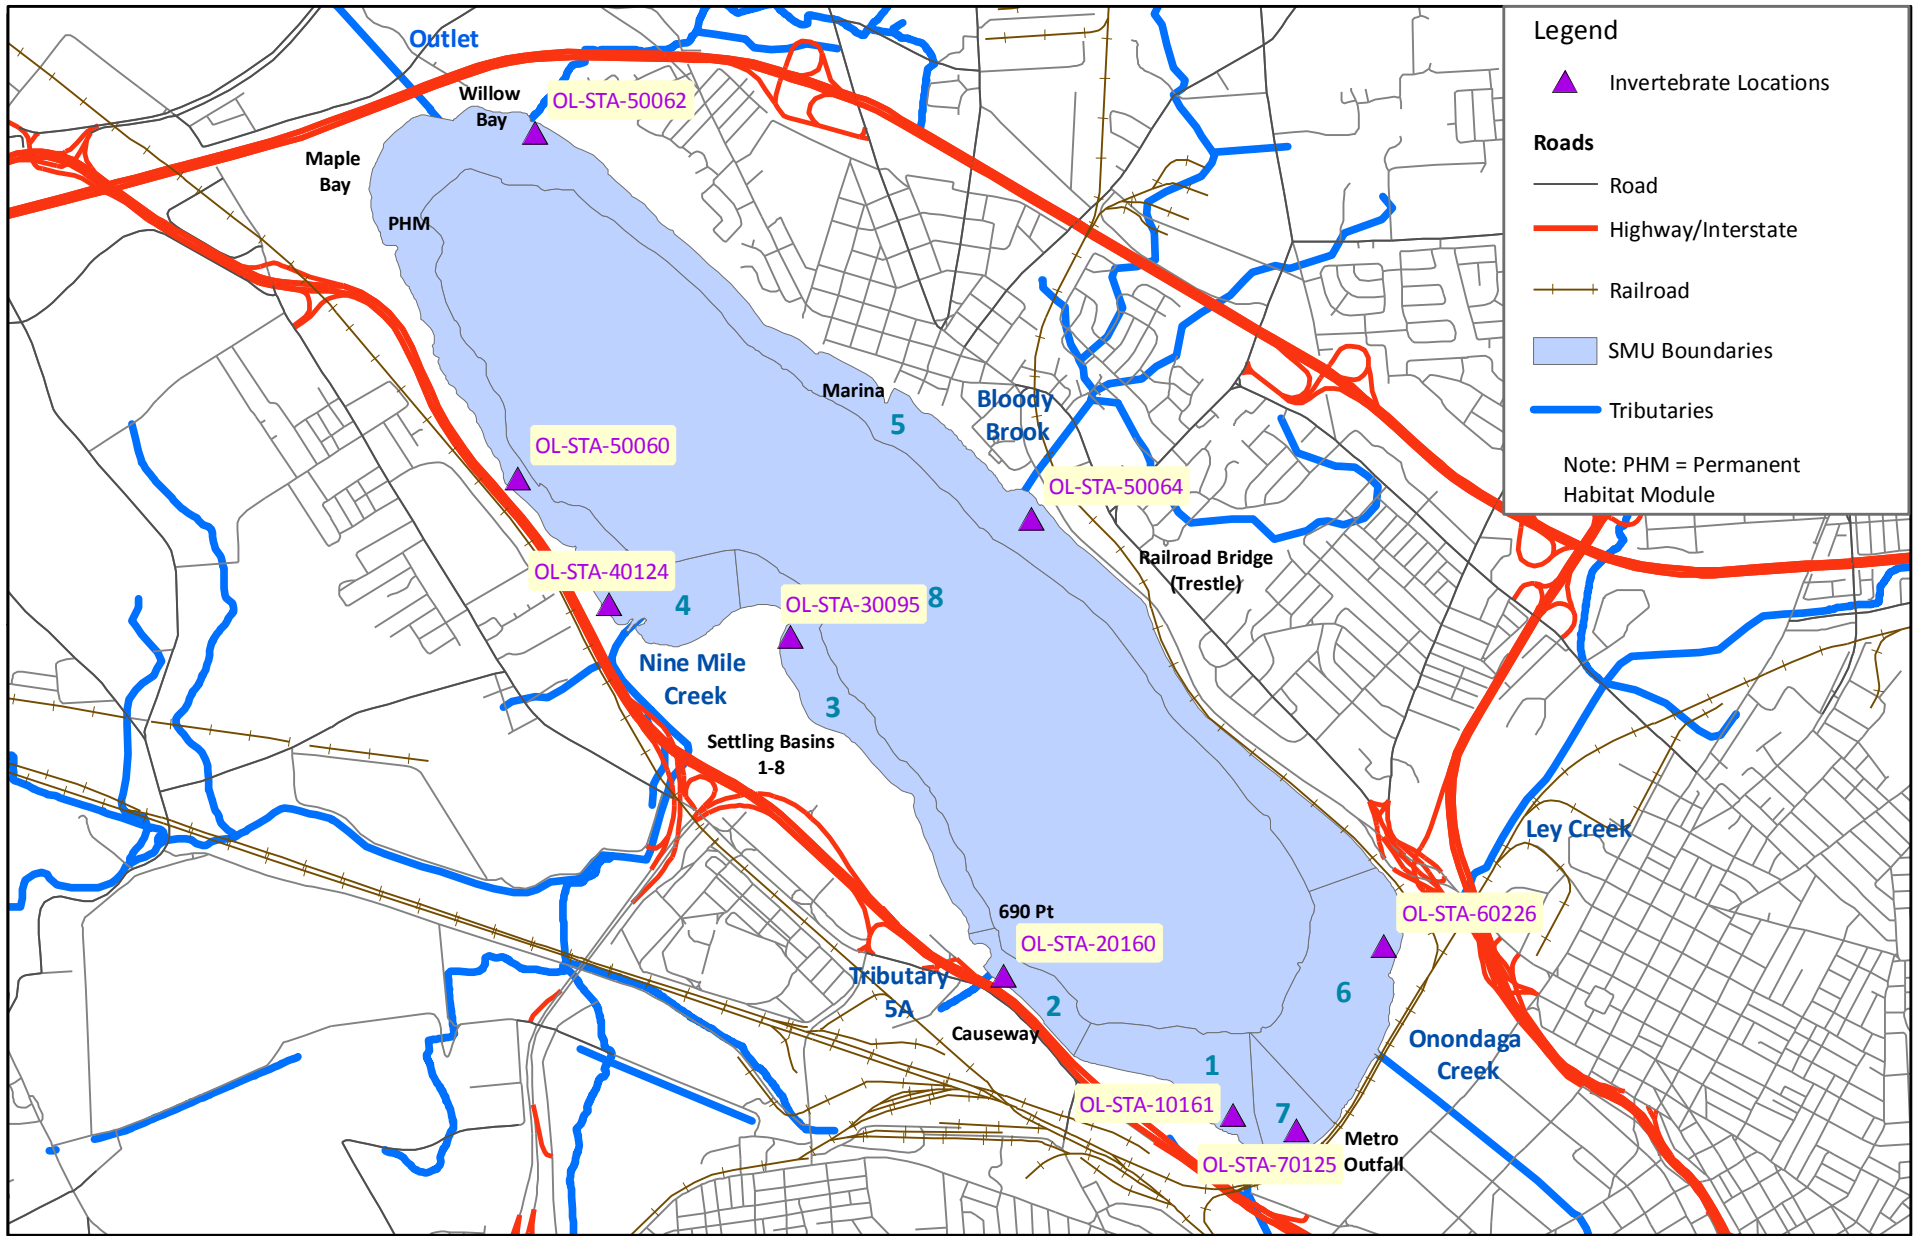 Outlet
Willow
Bay
OL-STA-50062
Maple
Bay
PHM
Marina
5
Bloody
Brook
OL-STA-50060
OL-STA-50064
Railroad Bridge
(Trestle)
OL-STA-40124
4
OL-STA-30095
8
Nine Mile
Creek
3
Settling Basins
1-8
Ley Creek
690 Pt
OL-STA-60226
OL-STA-20160
Tributary
5A
2
6
Causeway
Onondaga
Creek
1
OL-STA-10161
7
Metro
Outfall
OL-STA-70125
Legend
Invertebrate Locations
Roads
Road
Highway/Interstate
Railroad
SMU Boundaries
Tributaries
Note: PHM = Permanent
Habitat Module